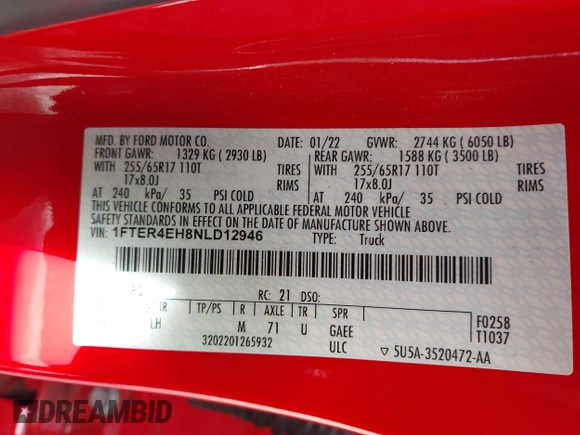 MFD. BY FORD MOTOR CO.
DATE: 01/22 GVWR: 2744 KG (6050 LB)
FRONT GAWR: 1329 KG (2930 LB)
REAR GAWR: 1588 KG (3500 LB)
WITH 255/65R17 110T TIRES
WITH 255/65R17 110T TIRES
17x8.0J RIMS
17x8.0J RIMS
AT 240 kPa/ 35 PSI COLD
AT 240 kPa/ 35 PSI COLD
THIS VEHICLE CONFORMS TO ALL APPLICABLE FEDERAL MOTOR VEHICLE
SAFETY STANDARDS IN EFFECT ON THE DATE OF MANUFACTURE SHOWN ABOVE.
VIN: 1FTER4EH8NLD12946 TYPE: Truck
RC: 21 DSO:
TR TP/PS R AXLE TR SPR
LH M 71 U GAEE
ULC
F0258
T1037
3202201265932
5U5A-3520472-AA
DREAMBID